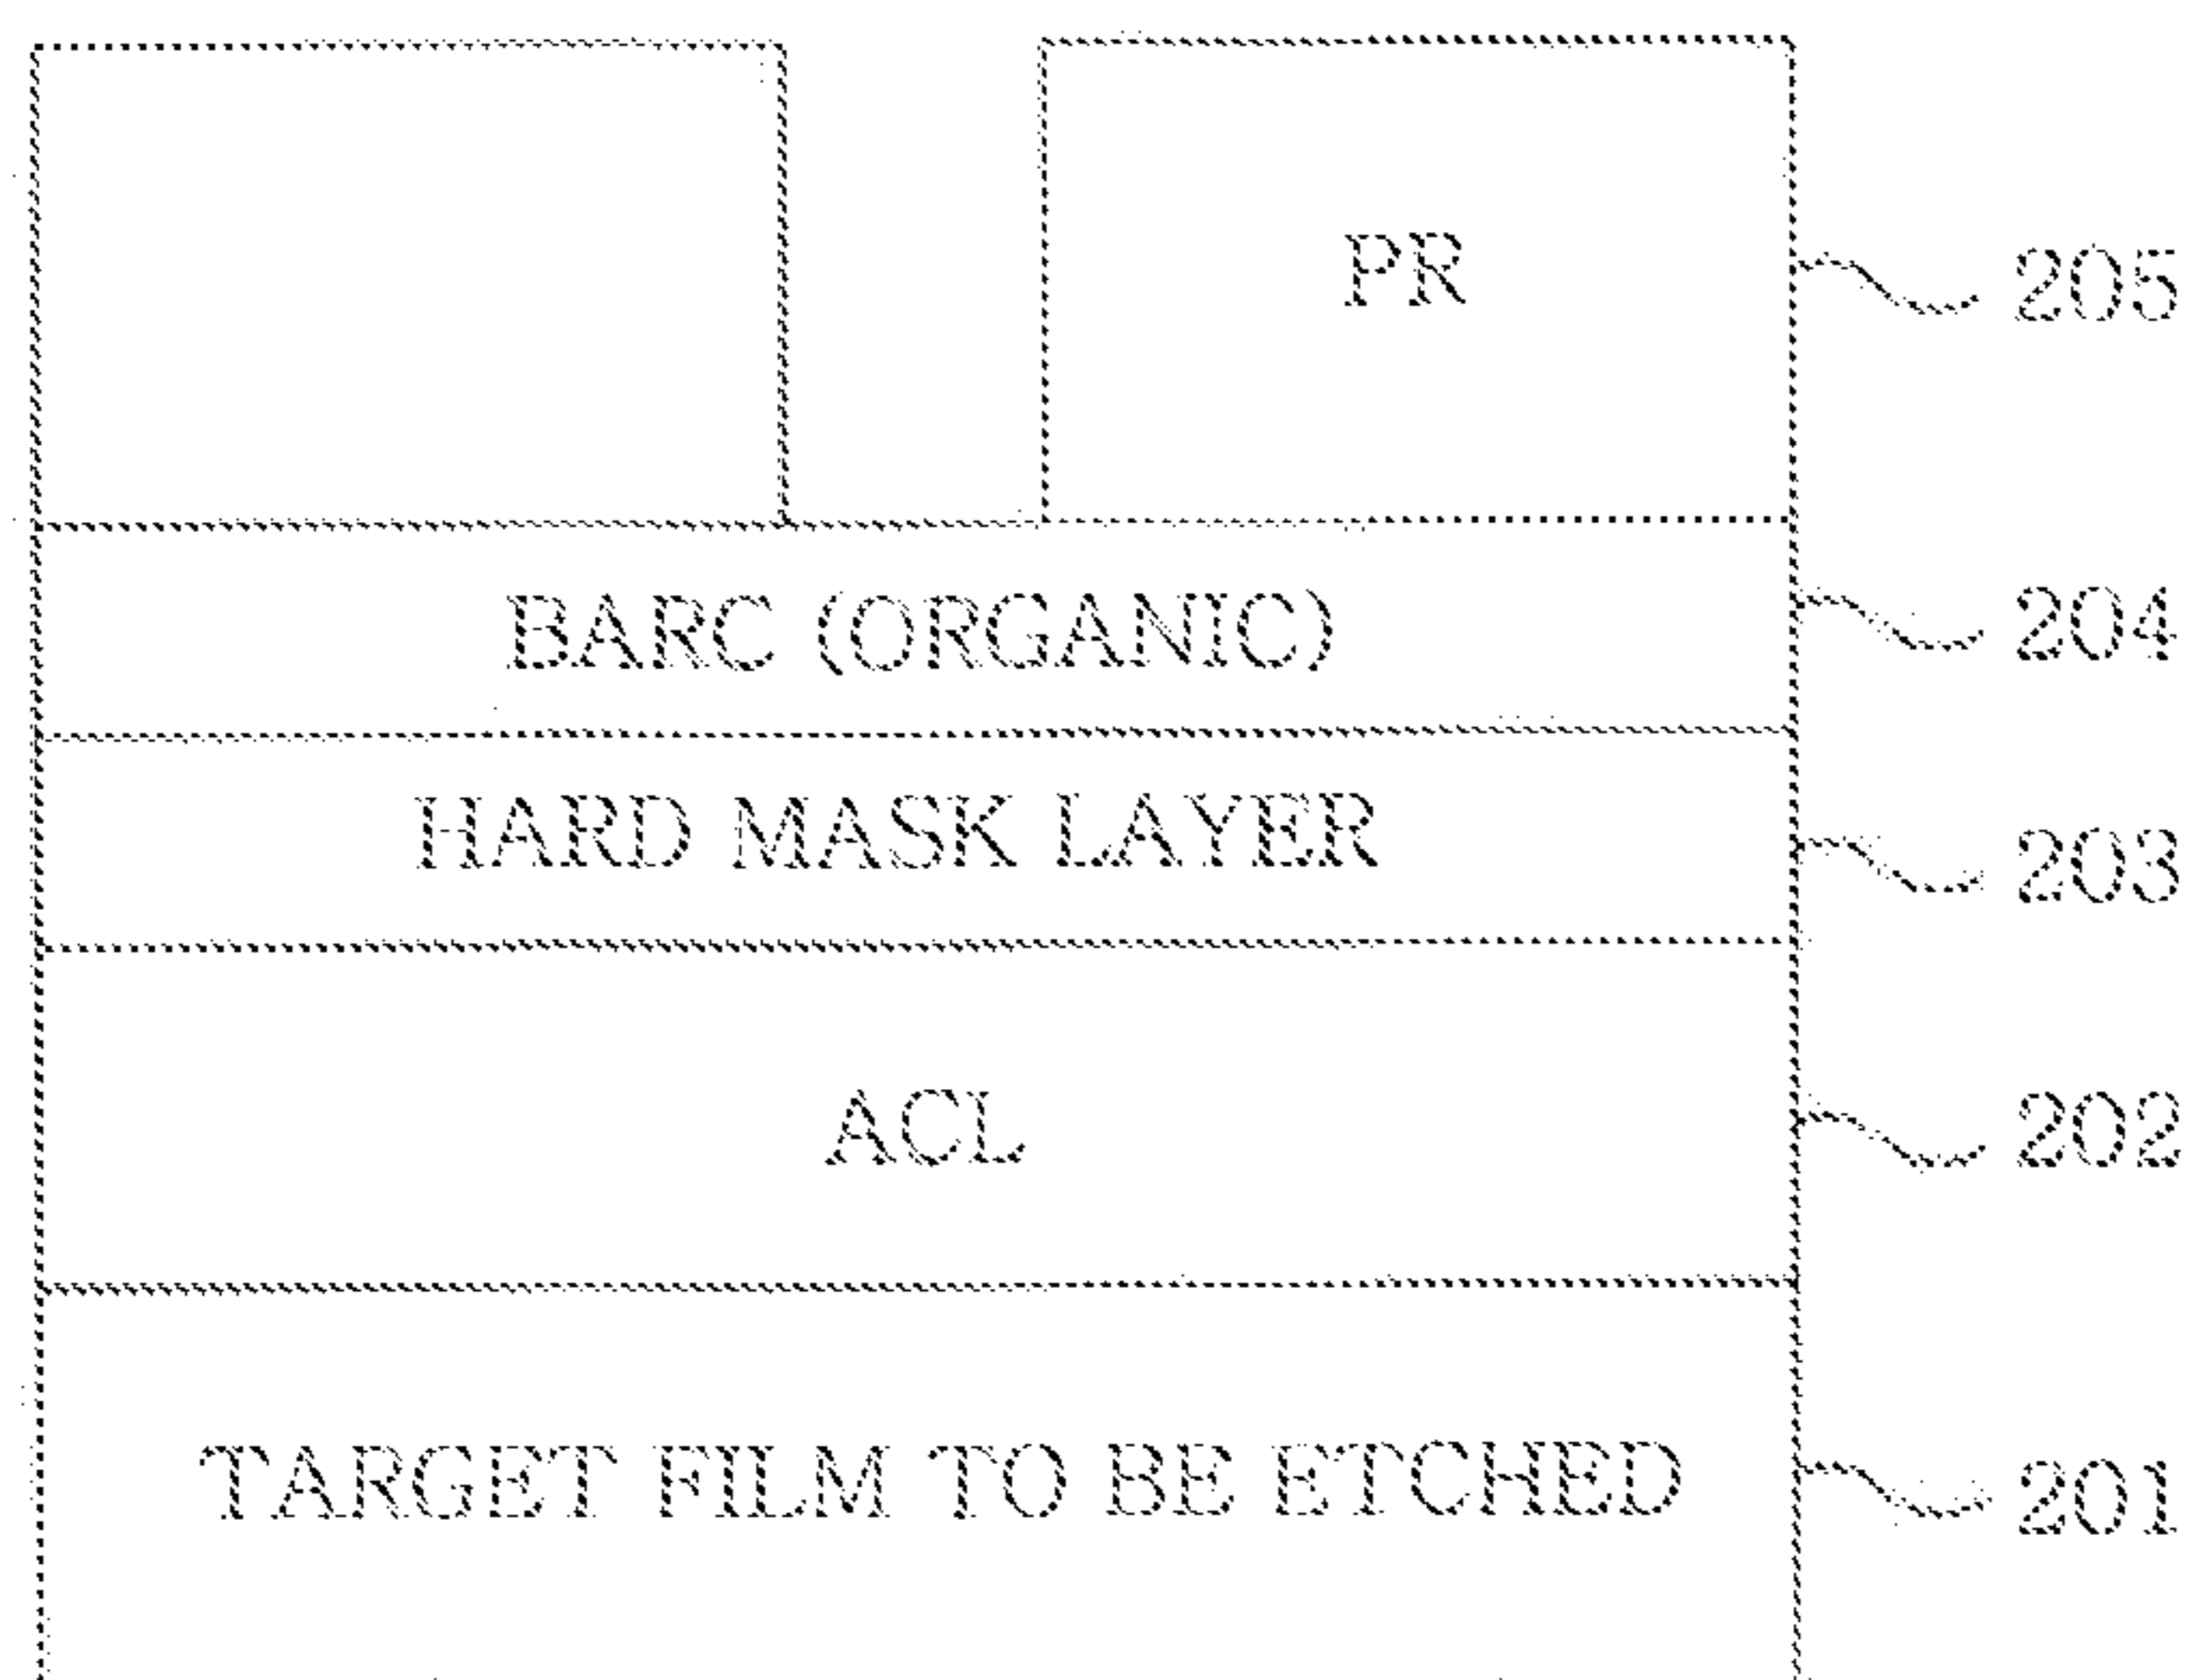 PR 205
BARC (ORGANIC) 204
HARD MASK LAYER 203
ACL 202
TARGET FILM TO BE ETCHED 201